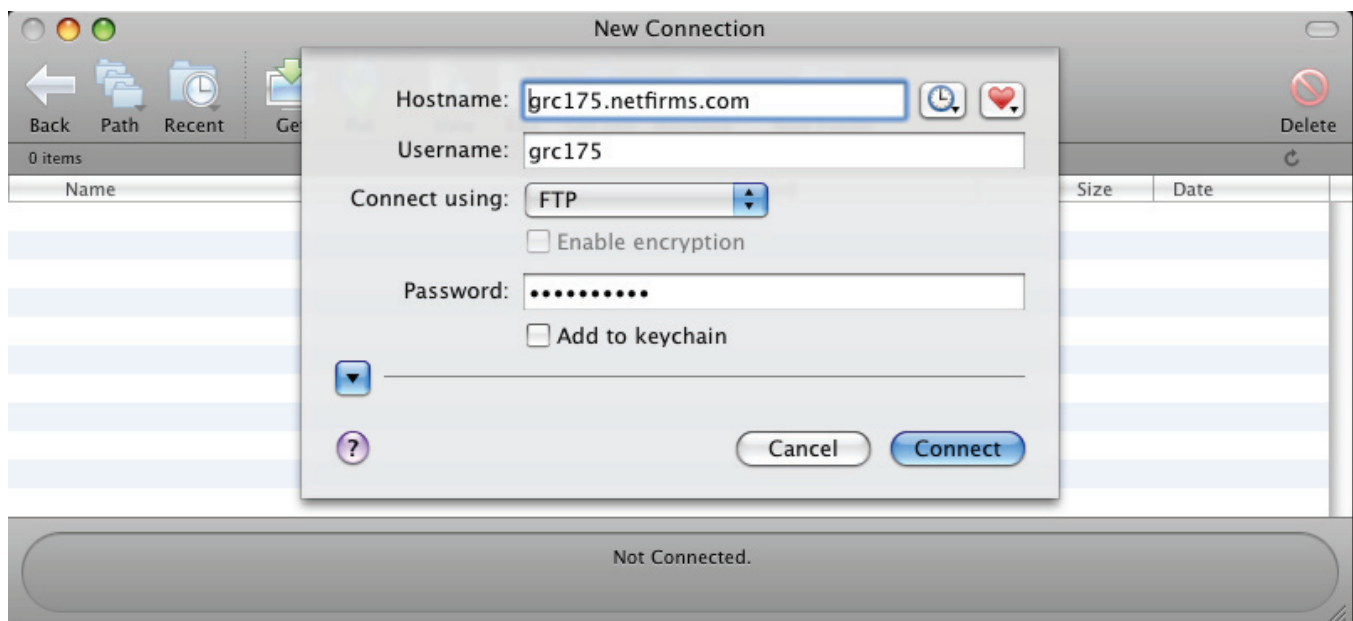 New Connection
Back
Path
Recent
Get
Delete
0 items
Name
Size
Date
Hostname: grc175.netfirms.com
Username: grc175
Connect using: FTP
Enable encryption
Password: ••••••••••
Add to keychain
?
Cancel
Connect
Not Connected.